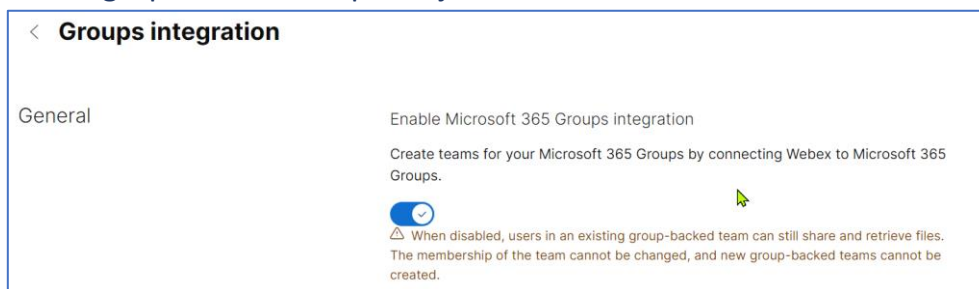 Groups integration
General
Enable Microsoft 365 Groups integration
Create teams for your Microsoft 365 Groups by connecting Webex to Microsoft 365
Groups.
When disabled, users in an existing group-backed team can still share and retrieve files.
The membership of the team cannot be changed, and new group-backed teams cannot be
created.